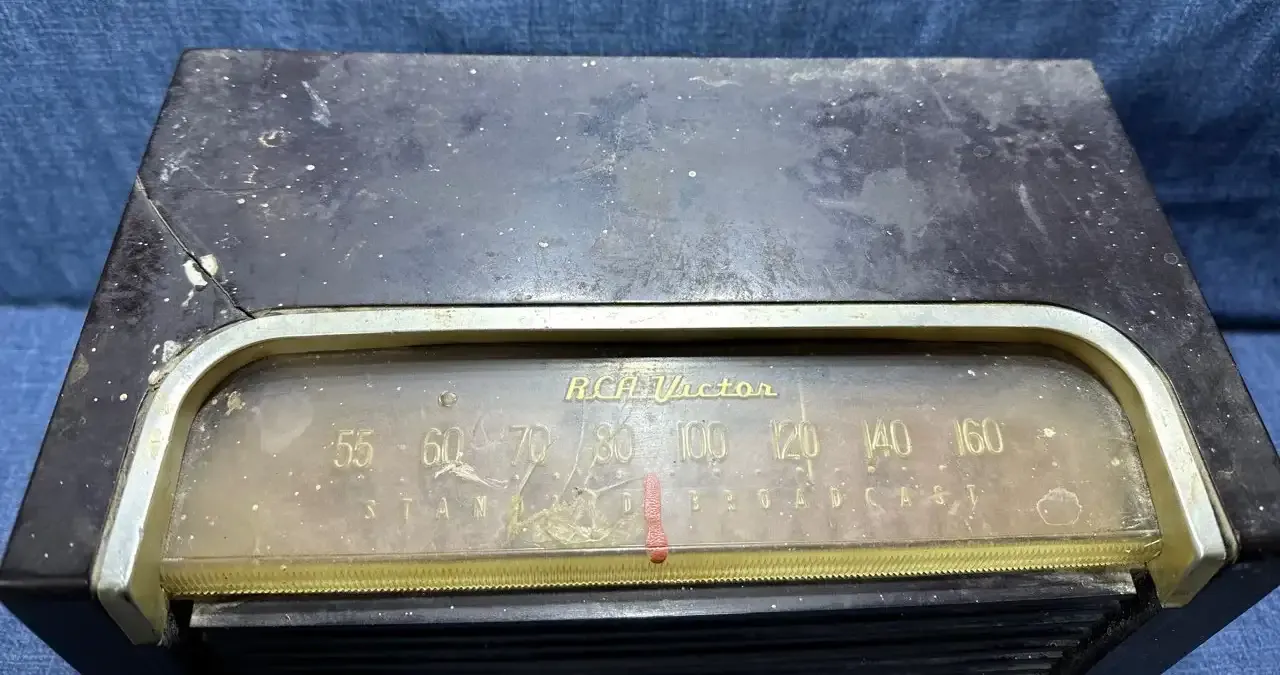 RCA Victor
55 60 70 80 100 120 140 160
STANDARD BROADCAST